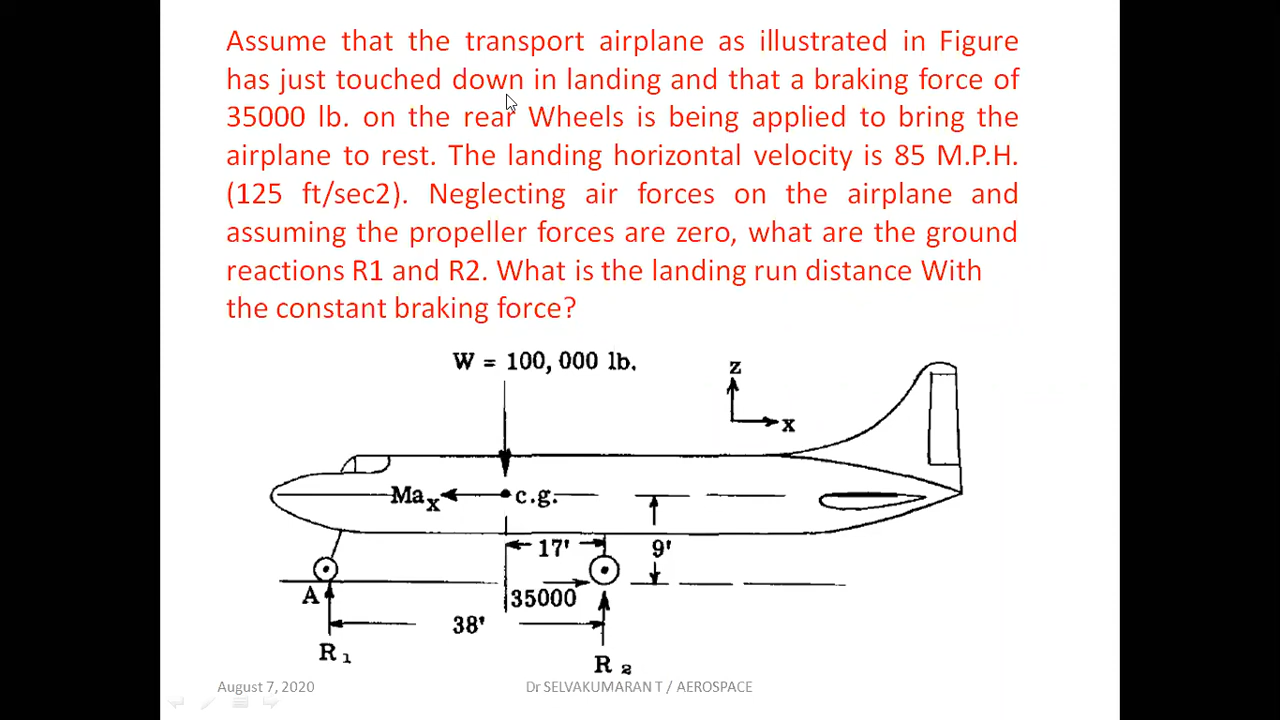 Assume that the transport airplane as illustrated in Figure
has just touched down in landing and that a braking force of
35000 lb. on the rear Wheels is being applied to bring the
airplane to rest. The landing horizontal velocity is 85 M.P.H.
(125 ft/sec2). Neglecting air forces on the airplane and
assuming the propeller forces are zero, what are the ground
reactions R1 and R2. What is the landing run distance With
the constant braking force?
W = 100,000 lb.
z
x
Max
c.g.
17'
9'
A
35000
38'
R1
R2
August 7, 2020
Dr SELVAKUMARAN T / AEROSPACE